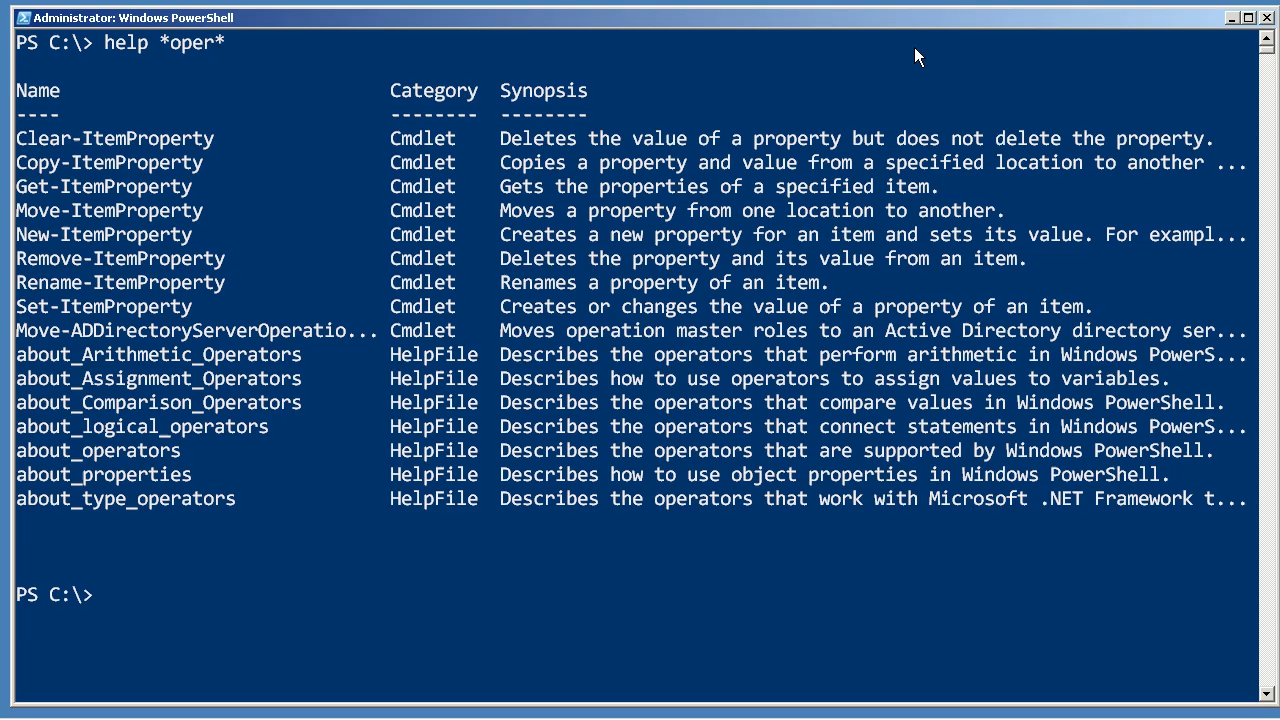 Administrator: Windows PowerShell
PS C:\> help *oper*
Name Category Synopsis
---- -------- --------
Clear-ItemProperty Cmdlet Deletes the value of a property but does not delete the property.
Copy-ItemProperty Cmdlet Copies a property and value from a specified location to another ...
Get-ItemProperty Cmdlet Gets the properties of a specified item.
Move-ItemProperty Cmdlet Moves a property from one location to another.
New-ItemProperty Cmdlet Creates a new property for an item and sets its value. For exampl...
Remove-ItemProperty Cmdlet Deletes the property and its value from an item.
Rename-ItemProperty Cmdlet Renames a property of an item.
Set-ItemProperty Cmdlet Creates or changes the value of a property of an item.
Move-ADDirectoryServerOperatio... Cmdlet Moves operation master roles to an Active Directory directory ser...
about_Arithmetic_Operators HelpFile Describes the operators that perform arithmetic in Windows PowerS...
about_Assignment_Operators HelpFile Describes how to use operators to assign values to variables.
about_Comparison_Operators HelpFile Describes the operators that compare values in Windows PowerShell.
about_logical_operators HelpFile Describes the operators that connect statements in Windows PowerS...
about_operators HelpFile Describes the operators that are supported by Windows PowerShell.
about_properties HelpFile Describes how to use object properties in Windows PowerShell.
about_type_operators HelpFile Describes the operators that work with Microsoft .NET Framework t...
PS C:\>